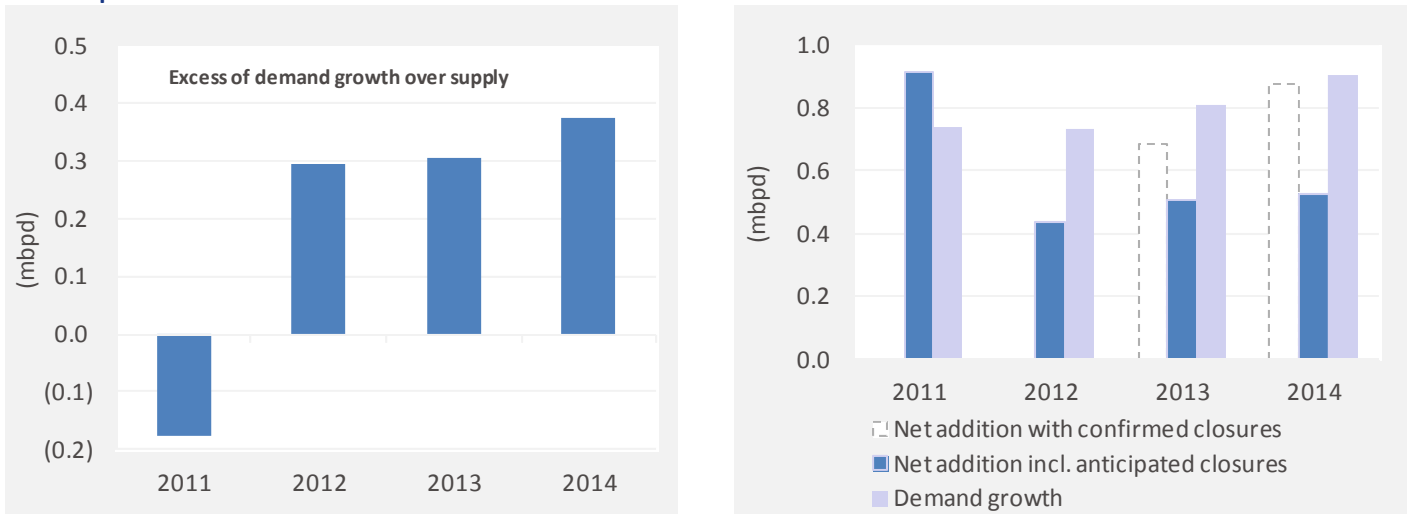 0.5
Excess of demand growth over supply
0.4
0.3
0.2
0.1
0.0
(0.1)
(0.2)
(mbpd)
2011 2012 2013 2014
1.0
0.8
0.6
0.4
0.2
0.0
(mbpd)
2011 2012 2013 2014
Net addition with confirmed closures
Net addition incl. anticipated closures
Demand growth